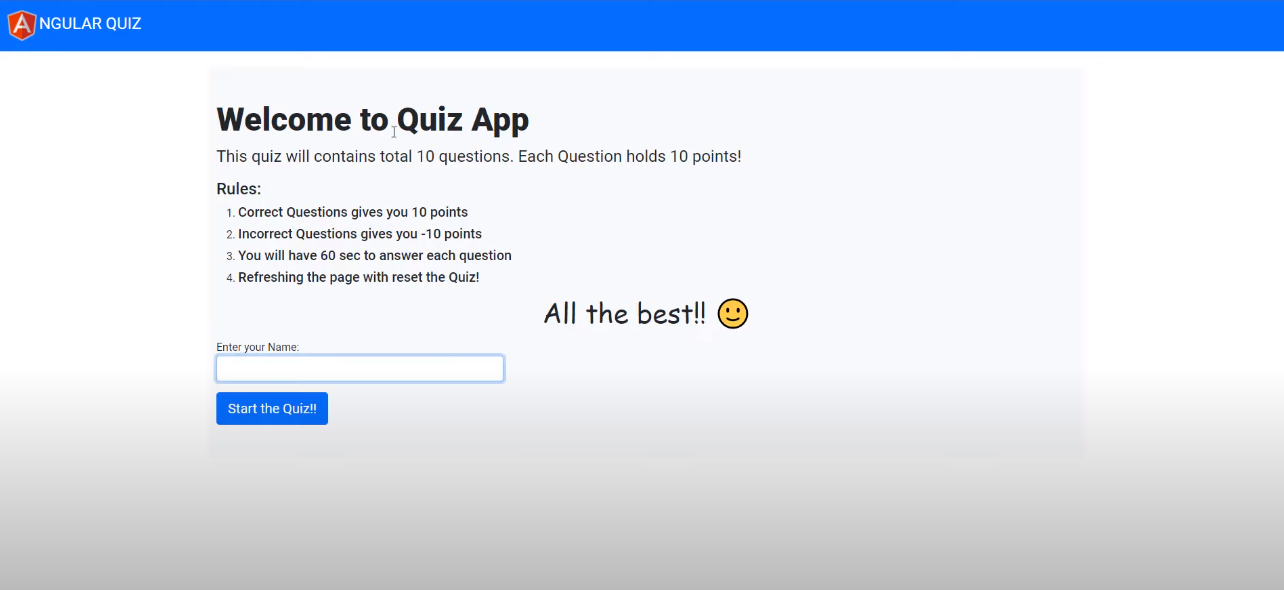 NGULAR QUIZ
Welcome to Quiz App
This quiz will contains total 10 questions. Each Question holds 10 points!
Rules:
1. Correct Questions gives you 10 points
2. Incorrect Questions gives you -10 points
3. You will have 60 sec to answer each question
4. Refreshing the page with reset the Quiz!
All the best!! 🙂
Enter your Name:
Start the Quiz!!